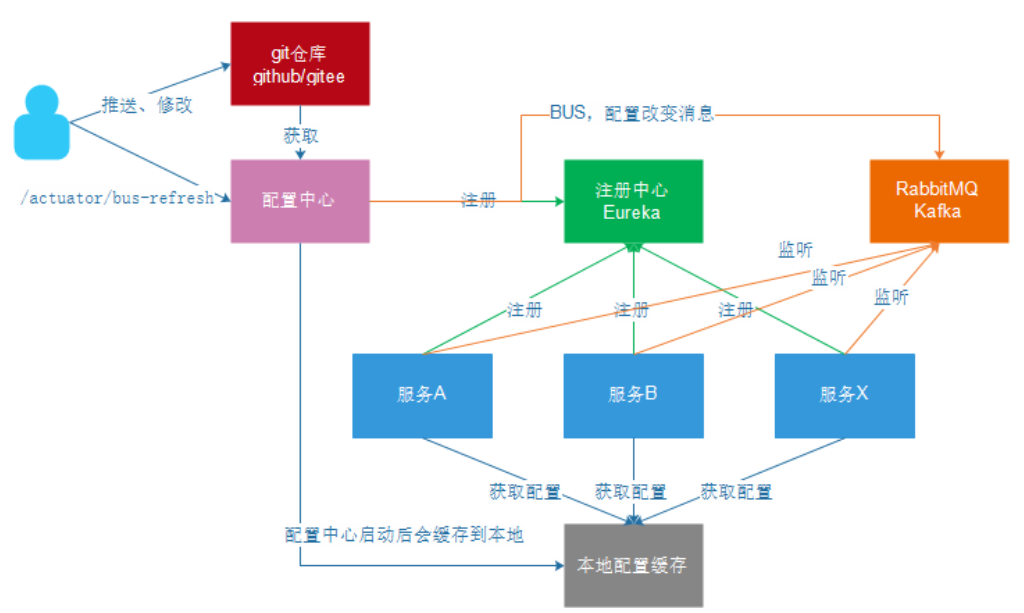 git仓库
github/gitee
推送、修改
获取
BUS，配置改变消息
/actuator/bus-refresh
配置中心
注册
注册中心
Eureka
RabbitMQ
Kafka
监听
监听
监听
注册
注册
注册
服务A
服务B
服务X
获取配置
获取配置
获取配置
配置中心启动后会缓存到本地
本地配置缓存